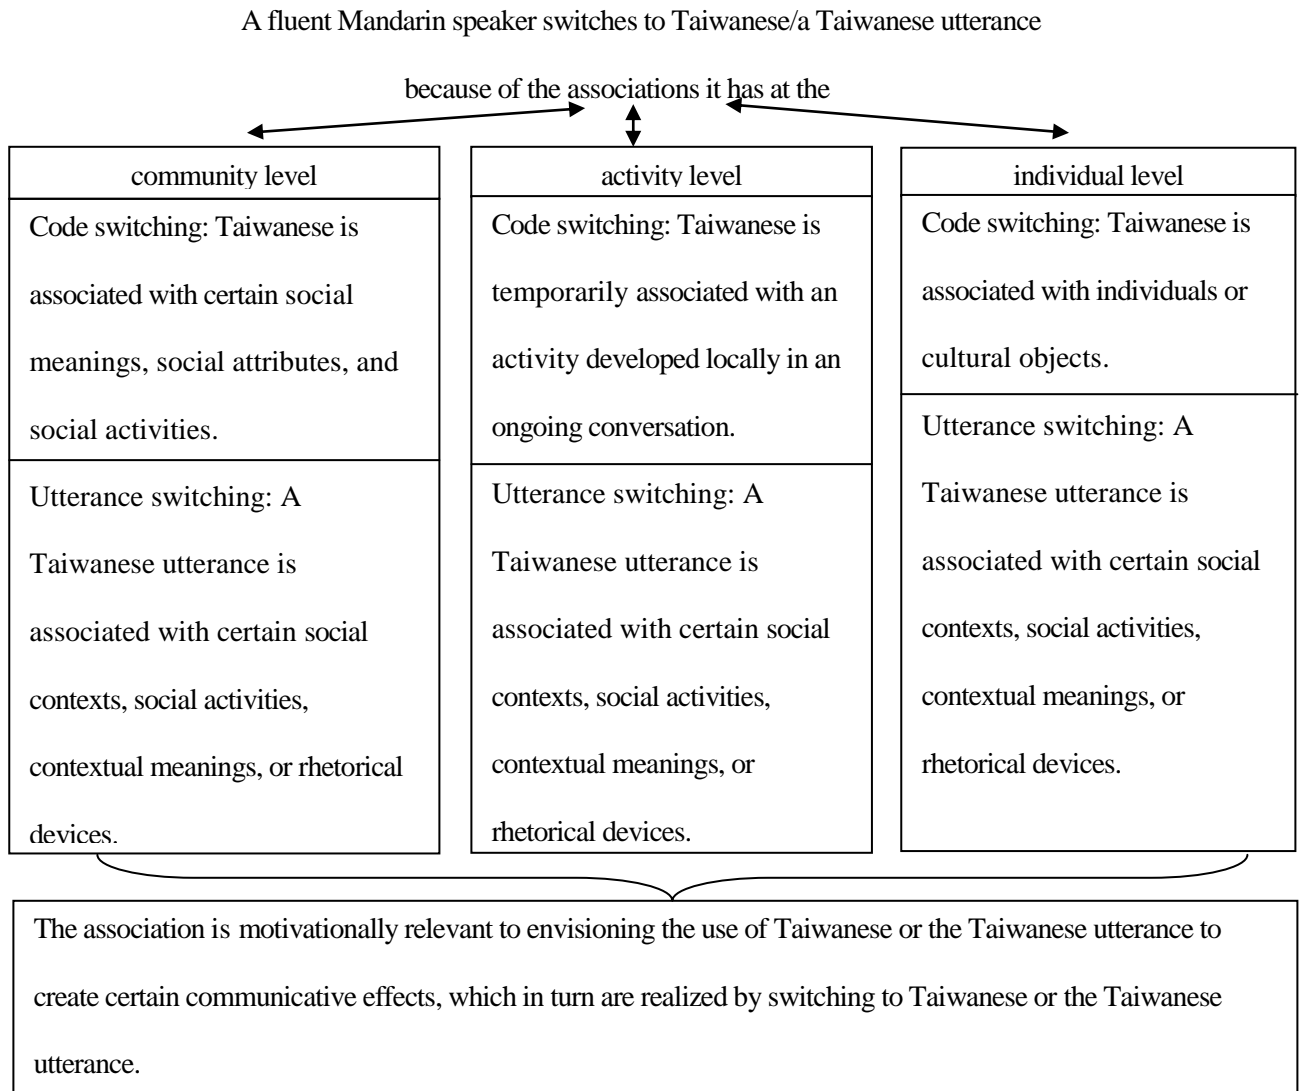 A fluent Mandarin speaker switches to Taiwanese/a Taiwanese utterance
because of the associations it has at the
community level
Code switching: Taiwanese is
associated with certain social
meanings, social attributes, and
social activities.
Utterance switching: A
Taiwanese utterance is
associated with certain social
contexts, social activities,
contextual meanings, or rhetorical
devices.
activity level
Code switching: Taiwanese is
temporarily associated with an
activity developed locally in an
ongoing conversation.
Utterance switching: A
Taiwanese utterance is
associated with certain social
contexts, social activities,
contextual meanings, or
rhetorical devices.
individual level
Code switching: Taiwanese is
associated with individuals or
cultural objects.
Utterance switching: A
Taiwanese utterance is
associated with certain social
contexts, social activities,
contextual meanings, or
rhetorical devices.
The association is motivationally relevant to envisioning the use of Taiwanese or the Taiwanese utterance to
create certain communicative effects, which in turn are realized by switching to Taiwanese or the Taiwanese
utterance.